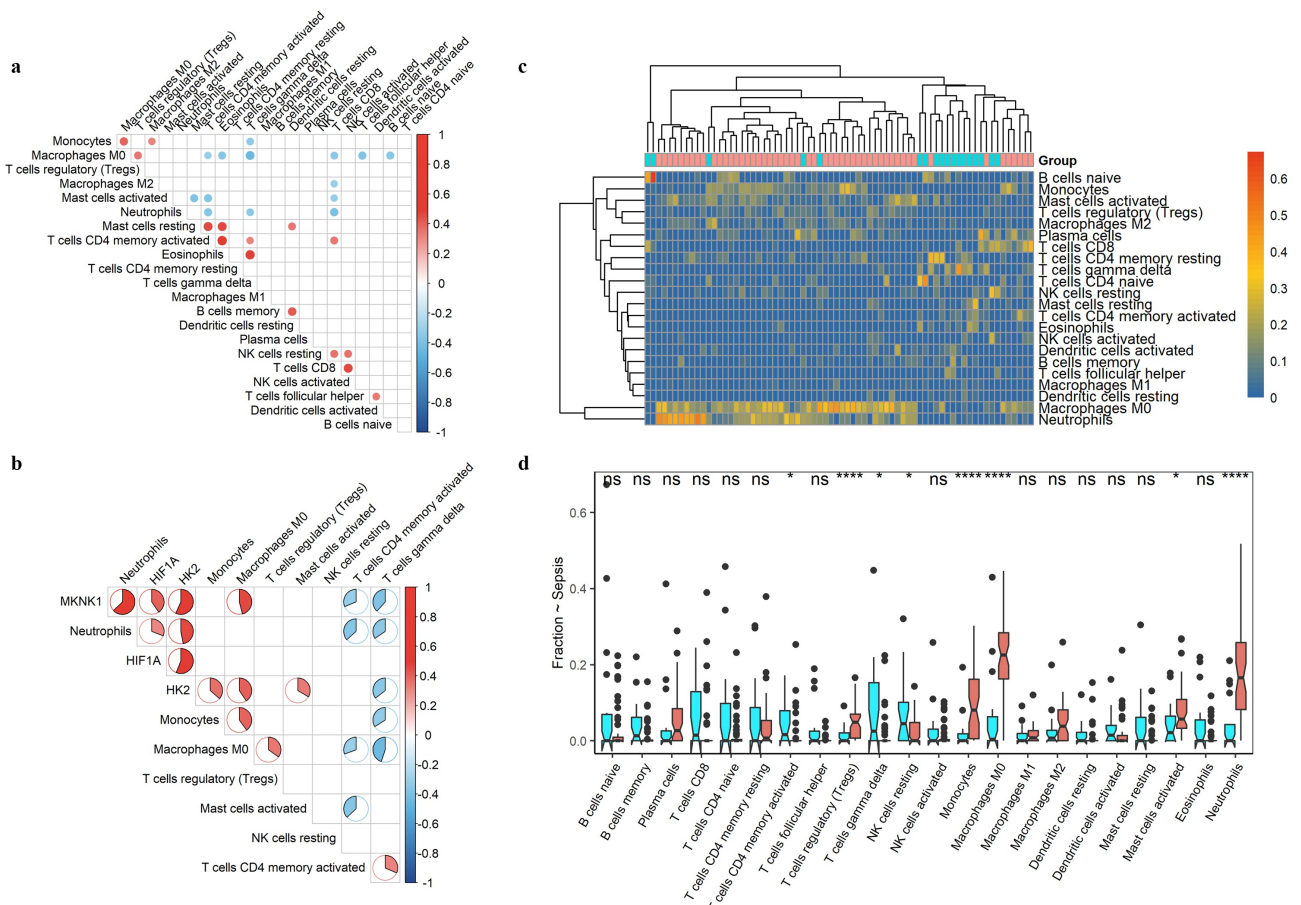 a
Macrophages M0
T cells regulatory (Tregs)
Macrophages M2
Mast cells activated
Neutrophils
Mast cells resting
T cells CD4 memory activated
Eosinophils
T cells CD4 memory resting
T cells gamma delta
Macrophages M1
B cells memory
Dendritic cells resting
Plasma cells
NK cells resting
T cells CD8
NK cells activated
T cells follicular helper
Dendritic cells activated
B cells naive
T cells CD4 naive
Monocytes
Macrophages M0
T cells regulatory (Tregs)
Macrophages M2
Mast cells activated
Neutrophils
Mast cells resting
T cells CD4 memory activated
Eosinophils
T cells CD4 memory resting
T cells gamma delta
Macrophages M1
B cells memory
Dendritic cells resting
Plasma cells
NK cells resting
T cells CD8
NK cells activated
T cells follicular helper
Dendritic cells activated
B cells naive
1
0.8
0.6
0.4
0.2
0
-0.2
-0.4
-0.6
-0.8
-1
c
Group
B cells naive
Monocytes
Mast cells activated
T cells regulatory (Tregs)
Macrophages M2
Plasma cells
T cells CD8
T cells CD4 memory resting
T cells gamma delta
T cells CD4 naive
NK cells resting
Mast cells resting
T cells CD4 memory activated
Eosinophils
NK cells activated
Dendritic cells activated
B cells memory
T cells follicular helper
Macrophages M1
Dendritic cells resting
Macrophages M0
Neutrophils
0.6
0.5
0.4
0.3
0.2
0.1
0
b
Neutrophils
HIF1A
HK2
Monocytes
Macrophages M0
T cells regulatory (Tregs)
Mast cells activated
NK cells resting
T cells CD4 memory activated
T cells gamma delta
MKNK1
Neutrophils
HIF1A
HK2
Monocytes
Macrophages M0
T cells regulatory (Tregs)
Mast cells activated
NK cells resting
T cells CD4 memory activated
1
0.8
0.6
0.4
0.2
0
-0.2
-0.4
-0.6
-0.8
-1
d
ns ns ns ns ns ns * ns **** * * ns **** **** ns ns ns ns ns * ns ****
Fraction ~ Sepsis
0.6
0.4
0.2
0.0
B cells naive
B cells memory
Plasma cells
T cells CD8
T cells CD4 naive
T cells CD4 memory resting
T cells CD4 memory activated
T cells follicular helper
T cells regulatory (Tregs)
T cells gamma delta
NK cells resting
NK cells activated
Monocytes
Macrophages M0
Macrophages M1
Macrophages M2
Dendritic cells resting
Dendritic cells activated
Mast cells resting
Mast cells activated
Eosinophils
Neutrophils